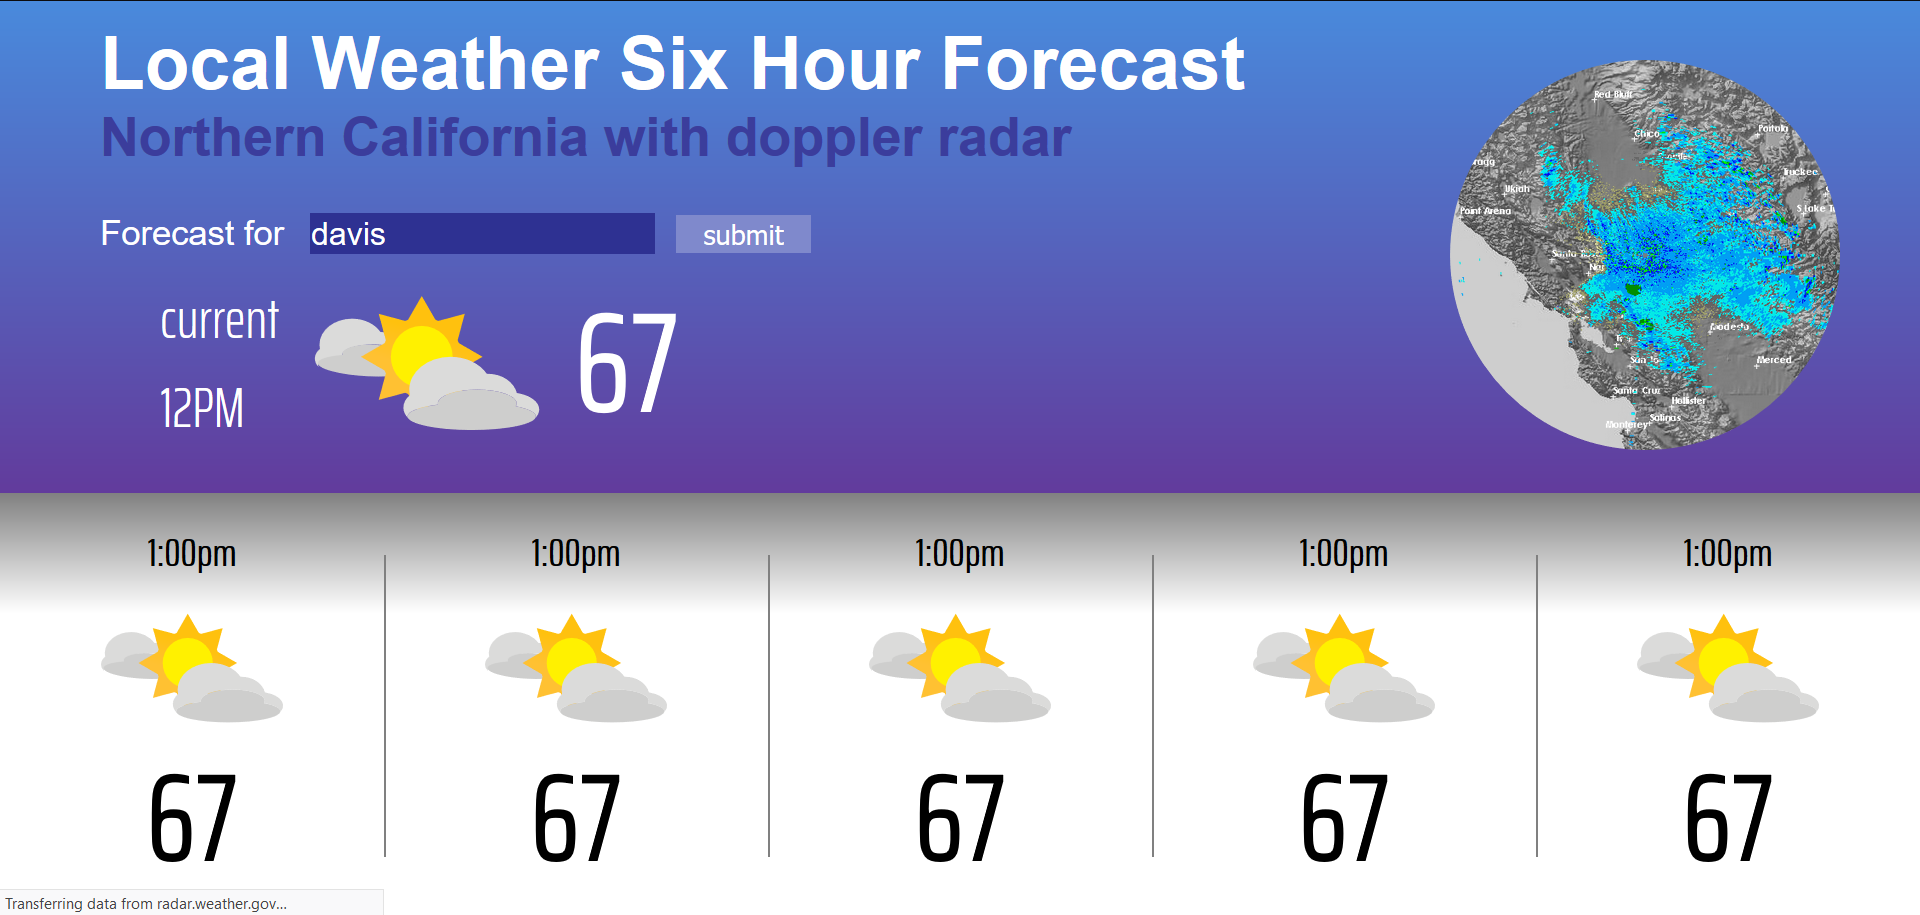 Local Weather Six Hour Forecast
Northern California with doppler radar
Forecast for davis submit
current
12PM
67
Red Bluff
Chico
Portola
Truckee
Ukiah
Point Arena
S Lake T
Santa
Modesto
Merced
Santa Cruz
Hollister
Salinas
Monterey
1:00pm 1:00pm 1:00pm 1:00pm 1:00pm
67 67 67 67 67
Transferring data from radar.weather.gov...